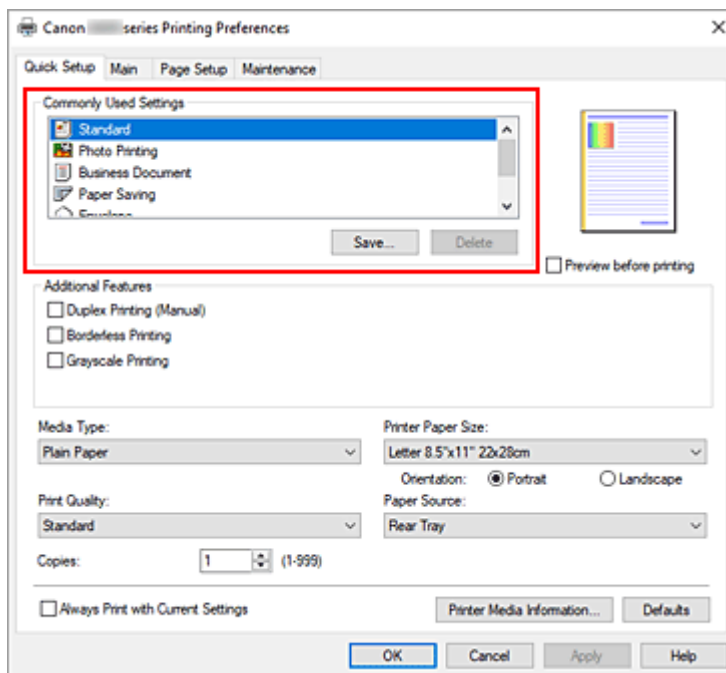 Canon series Printing Preferences
Quick Setup Main Page Setup Maintenance
Commonly Used Settings
Standard
Photo Printing
Business Document
Paper Saving
Save... Delete
Preview before printing
Additional Features
Duplex Printing (Manual)
Borderless Printing
Grayscale Printing
Media Type: Printer Paper Size:
Plain Paper Letter 8.5"x11" 22x28cm
Orientation: Portrait Landscape
Print Quality: Paper Source:
Standard Rear Tray
Copies: 1 (1-999)
Always Print with Current Settings Printer Media Information... Defaults
OK Cancel Apply Help